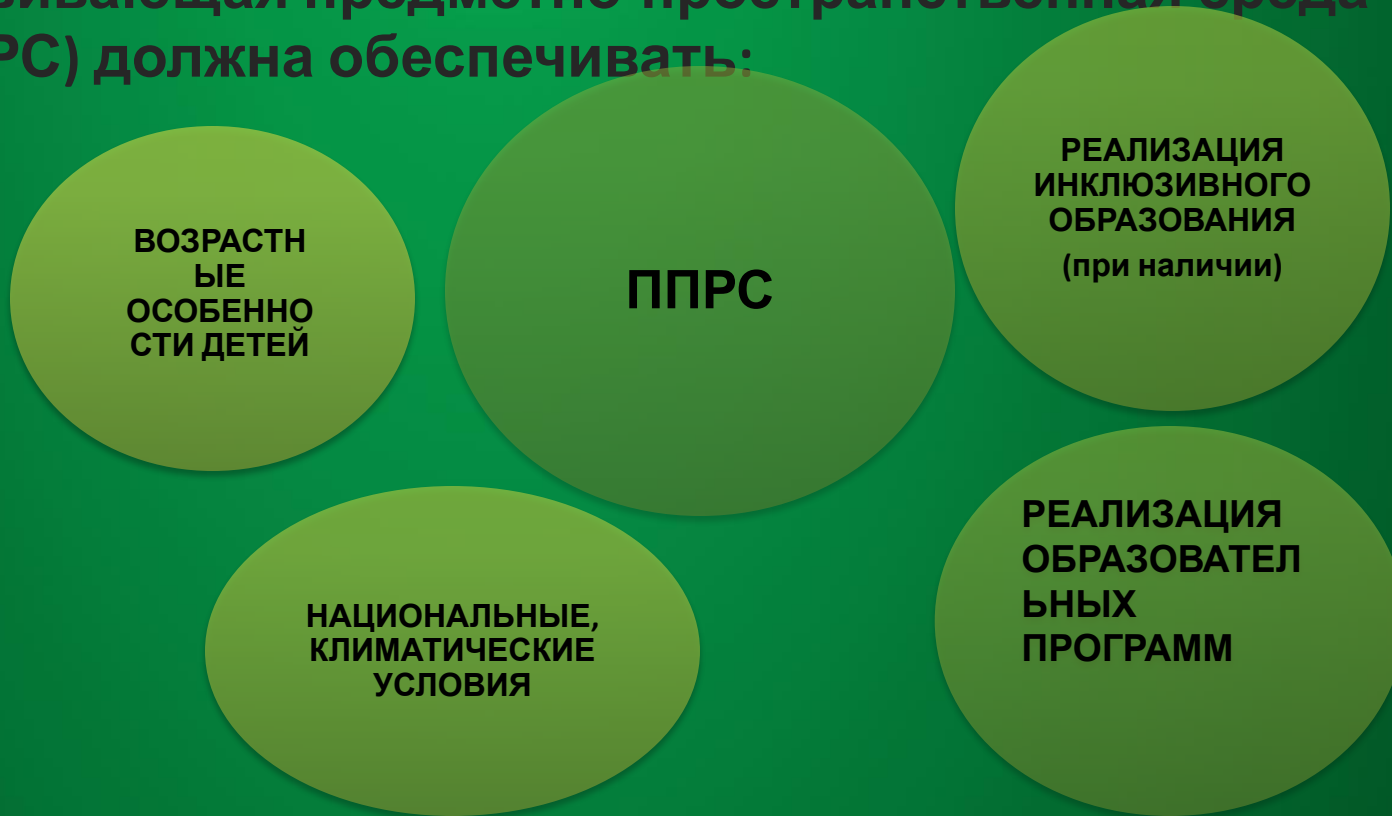 должна обеспечивать:
ВОЗРАСТН
ЫЕ
ОСОБЕННО
СТИ ДЕТЕЙ
ППРС
РЕАЛИЗАЦИЯ
ИНКЛЮЗИВНОГО
ОБРАЗОВАНИЯ
(при наличии)
НАЦИОНАЛЬНЫЕ,
КЛИМАТИЧЕСКИЕ
УСЛОВИЯ
РЕАЛИЗАЦИЯ
ОБРАЗОВАТЕЛ
ЬНЫХ
ПРОГРАММ